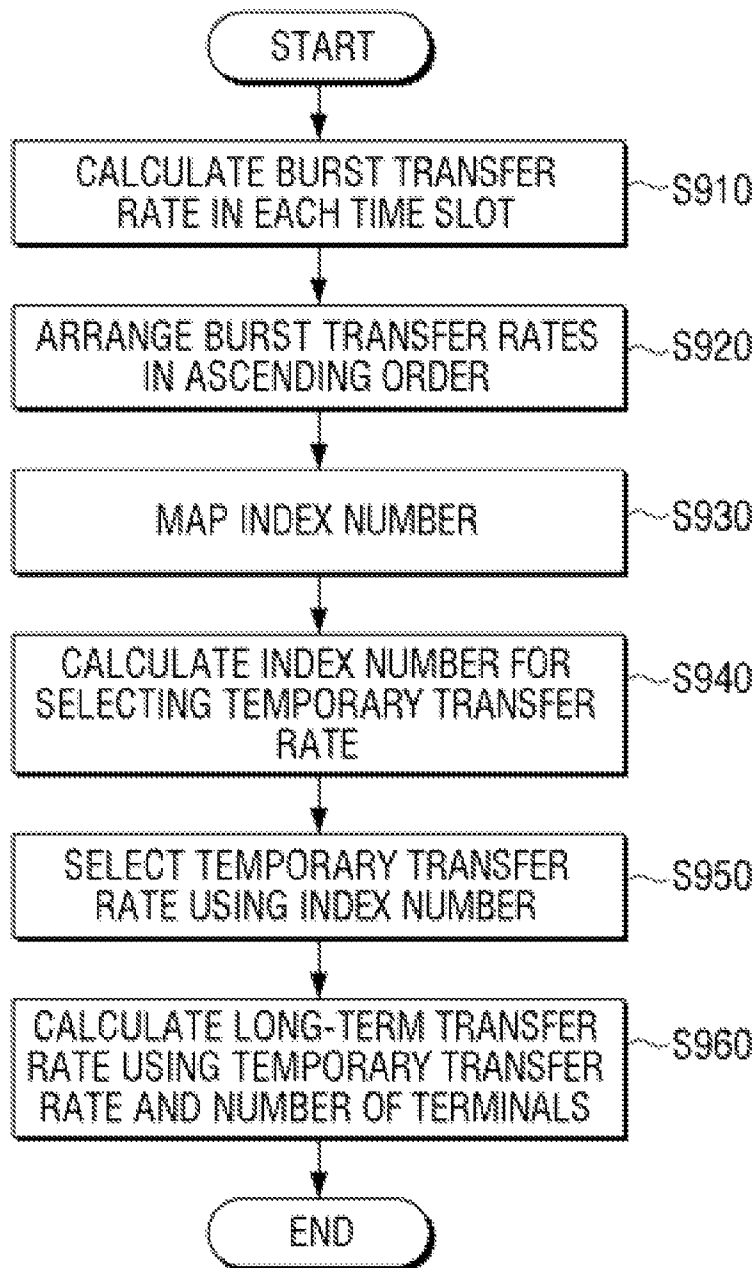 START
CALCULATE BURST TRANSFER
RATE IN EACH TIME SLOT
S910
ARRANGE BURST TRANSFER RATES
IN ASCENDING ORDER
S920
MAP INDEX NUMBER
S930
CALCULATE INDEX NUMBER FOR
SELECTING TEMPORARY TRANSFER
RATE
S940
SELECT TEMPORARY TRANSFER
RATE USING INDEX NUMBER
S950
CALCULATE LONG-TERM TRANSFER
RATE USING TEMPORARY TRANSFER
RATE AND NUMBER OF TERMINALS
S960
END